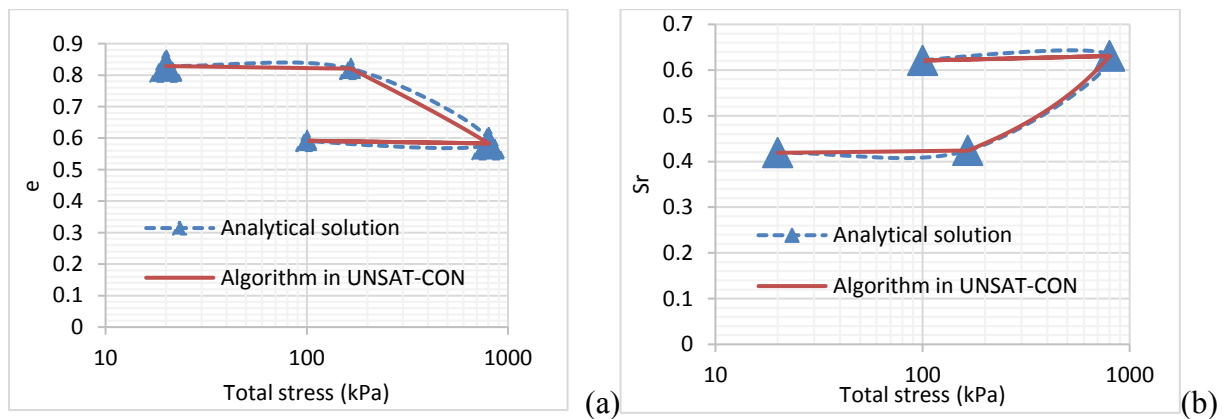 0.9
0.8
0.7
0.6
0.5
0.4
0.3
0.2
0.1
0
e
Analytical solution
Algorithm in UNSAT-CON
10 100 1000
Total stress (kPa)
(a)
0.7
0.6
0.5
0.4
0.3
0.2
0.1
0
Sr
Analytical solution
Algorithm in UNSAT-CON
10 100 1000
Total stress (kPa)
(b)